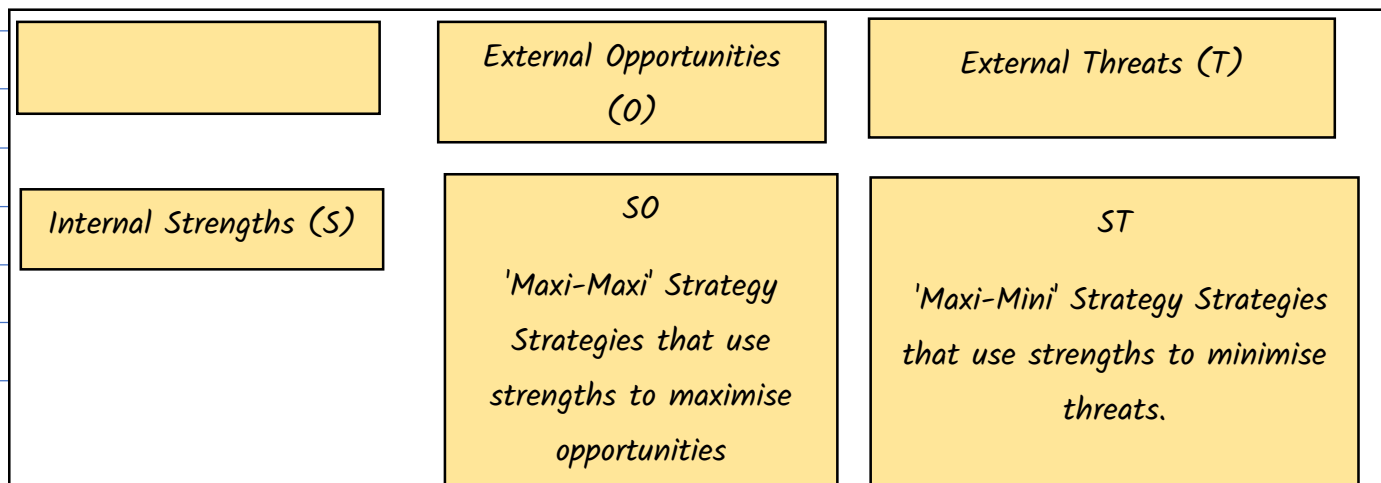 External Opportunities
(O)
External Threats (T)
Internal Strengths (S)
SO
'Maxi-Maxi' Strategy
Strategies that use
strengths to maximise
opportunities
ST
'Maxi-Mini' Strategy Strategies
that use strengths to minimise
threats.